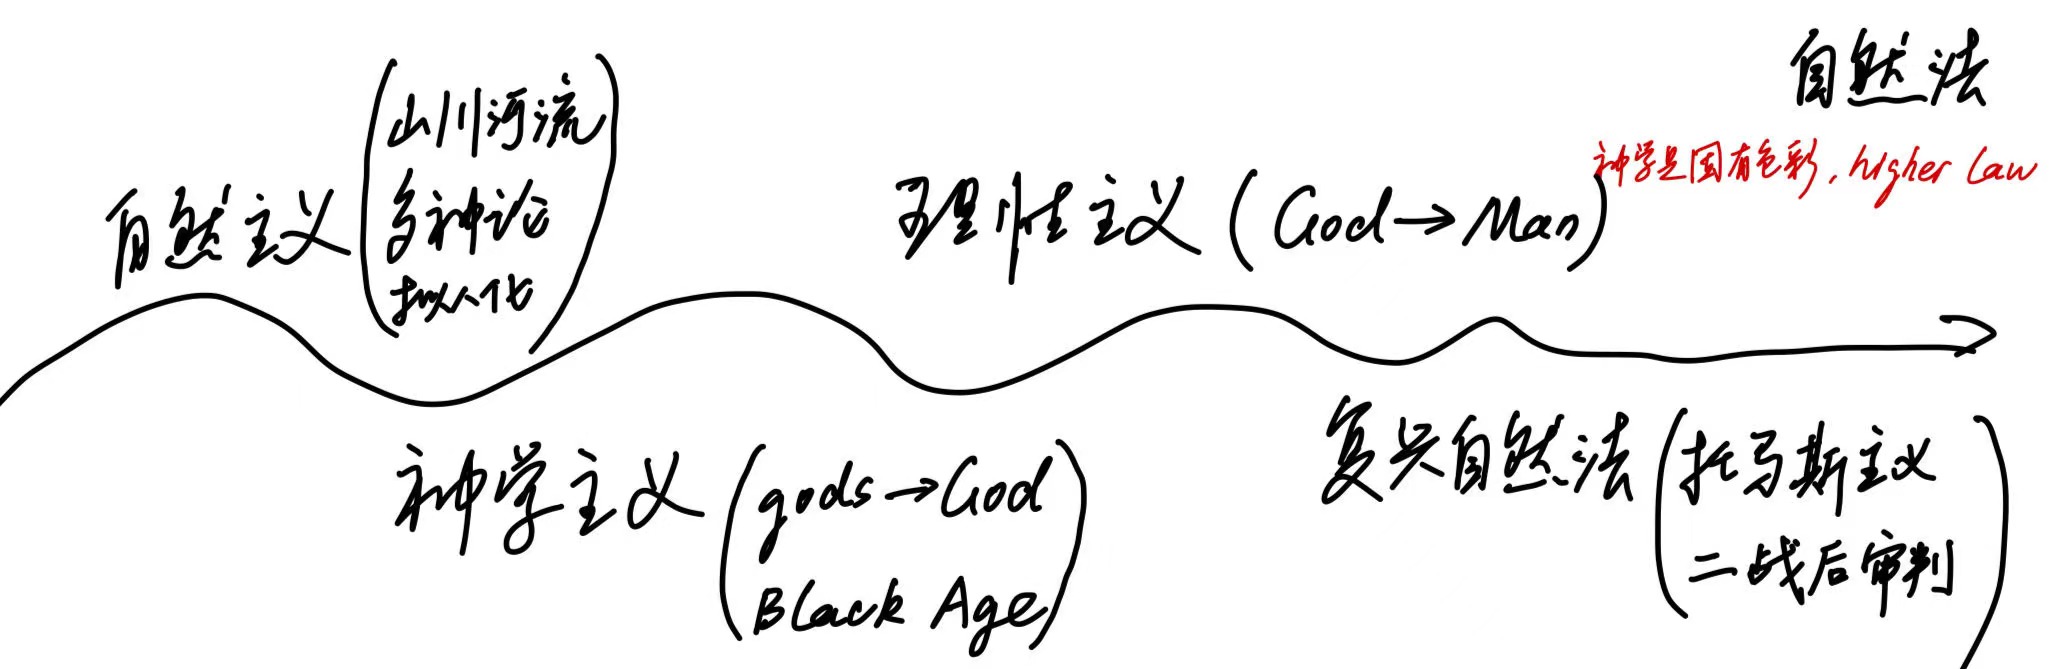 自然法
神学是固有色彩，higher law
自然主义
山川河流
多神论
拟人化
理性主义（God→Man）
神学主义
gods→God
Black Age
复兴自然法
托马斯主义
二战后审判